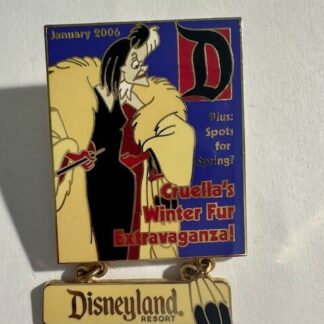 January 2006
D
Plus:
Spots
for
Spring?
Cruella's
Winter Fur
Extravaganza!
Disneyland®
RESORT